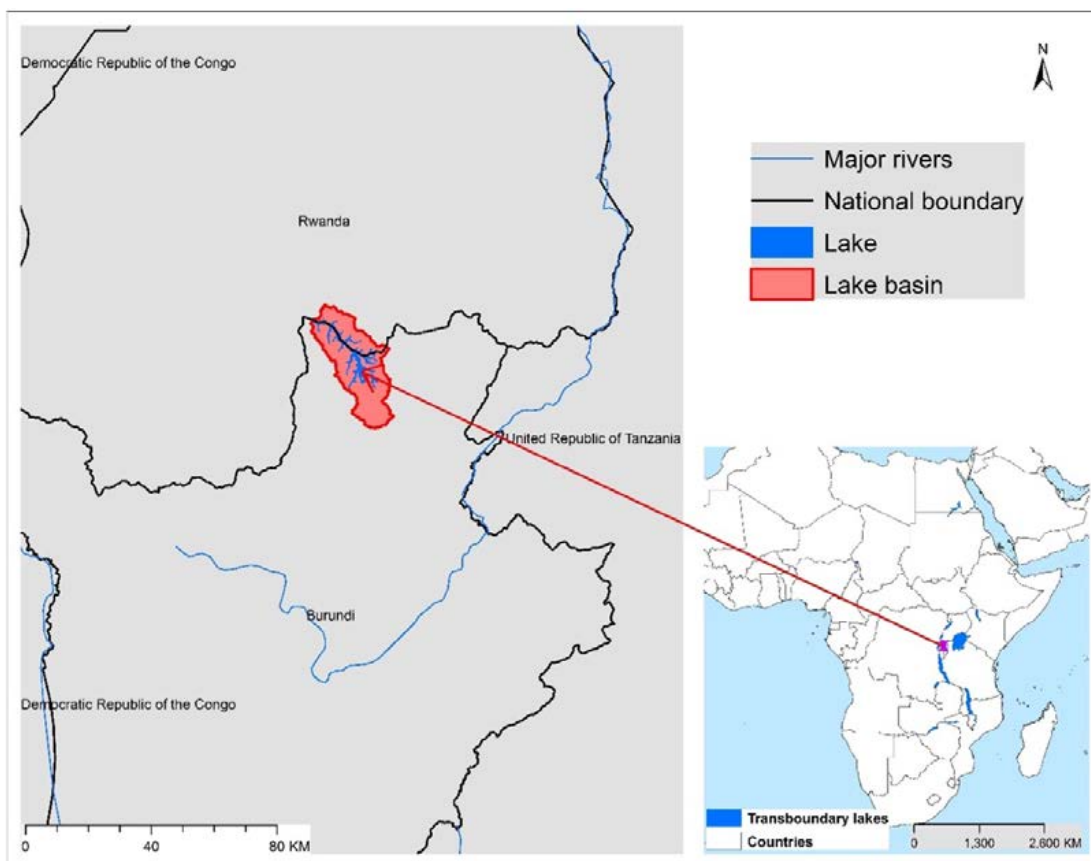 Democratic Republic of the Congo
N
Major rivers
National boundary
Rwanda
Lake
Lake basin
United Republic of Tanzania
Burundi
Democratic Republic of the Congo
0 40 80 KM
Transboundary lakes
Countries
0 1,300 2,600 KM